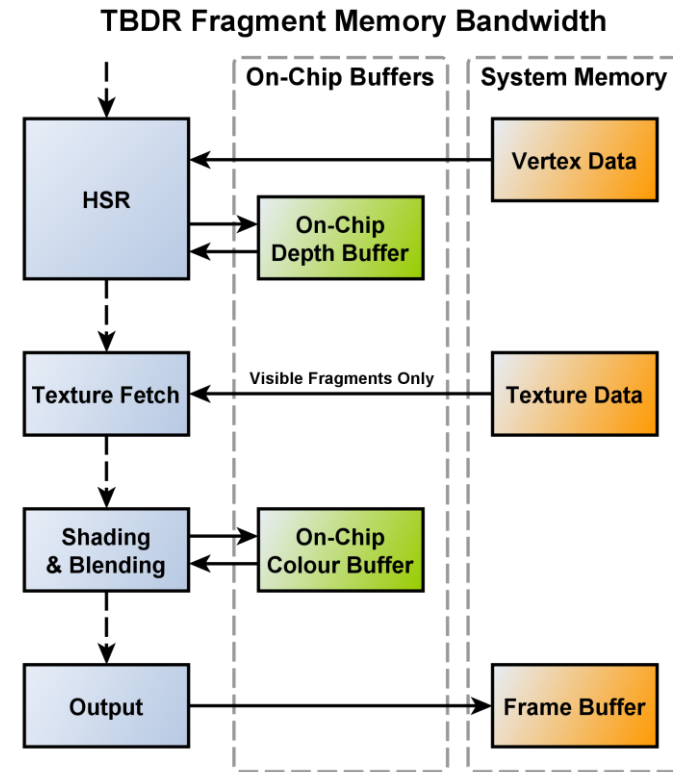 TBDR Fragment Memory Bandwidth
On-Chip Buffers
System Memory
HSR
Vertex Data
On-Chip
Depth Buffer
Texture Fetch
Visible Fragments Only
Texture Data
Shading
& Blending
On-Chip
Colour Buffer
Output
Frame Buffer